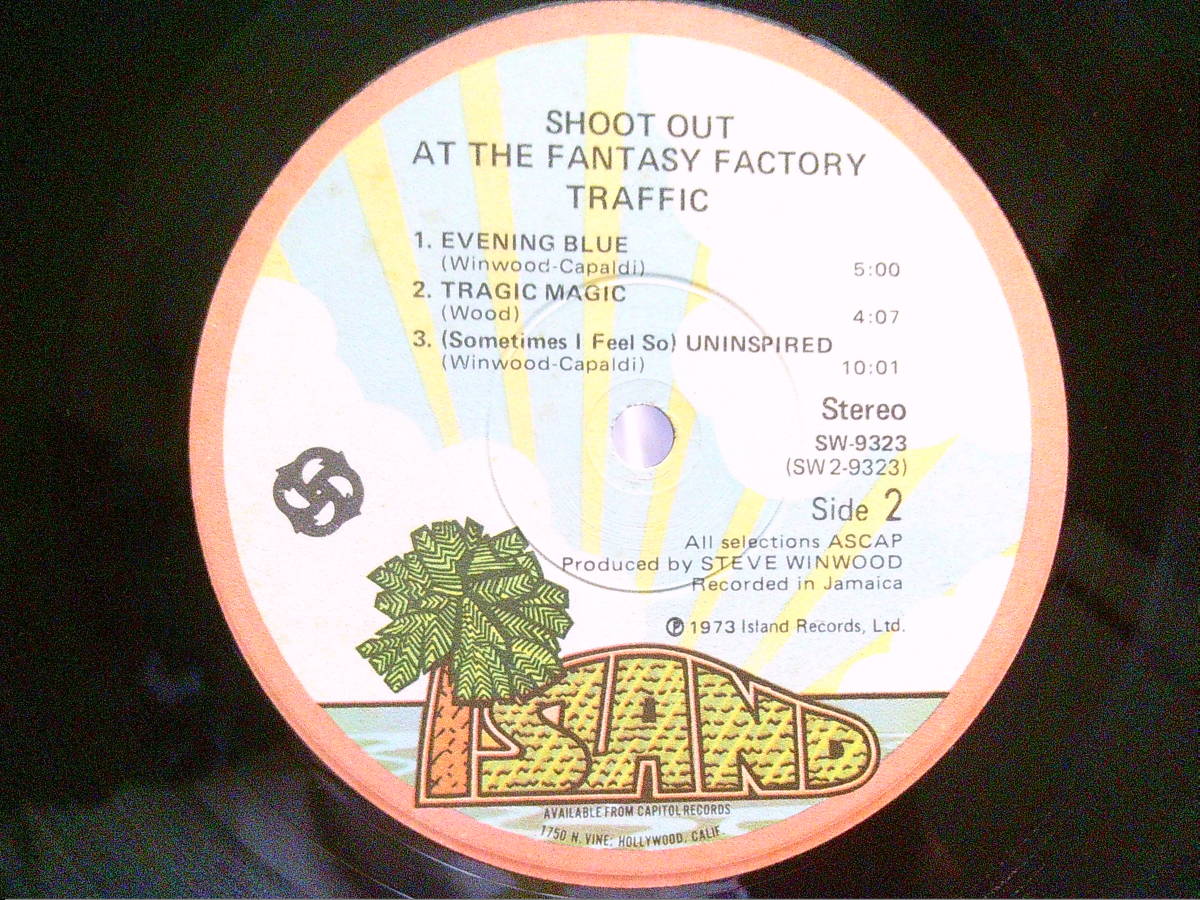 SHOOT OUT
AT THE FANTASY FACTORY
TRAFFIC
1. EVENING BLUE
(Winwood-Capaldi) 5:00
2. TRAGIC MAGIC
(Wood) 4:07
3. (Sometimes I Feel So) UNINSPIRED
(Winwood-Capaldi) 10:01
Stereo
SW-9323
(SW2-9323)
Side 2
All selections ASCAP
Produced by STEVE WINWOOD
Recorded in Jamaica
℗ 1973 Island Records, Ltd.
ISLAND
AVAILABLE FROM CAPITOL RECORDS
1750 N. VINE; HOLLYWOOD, CALIF.